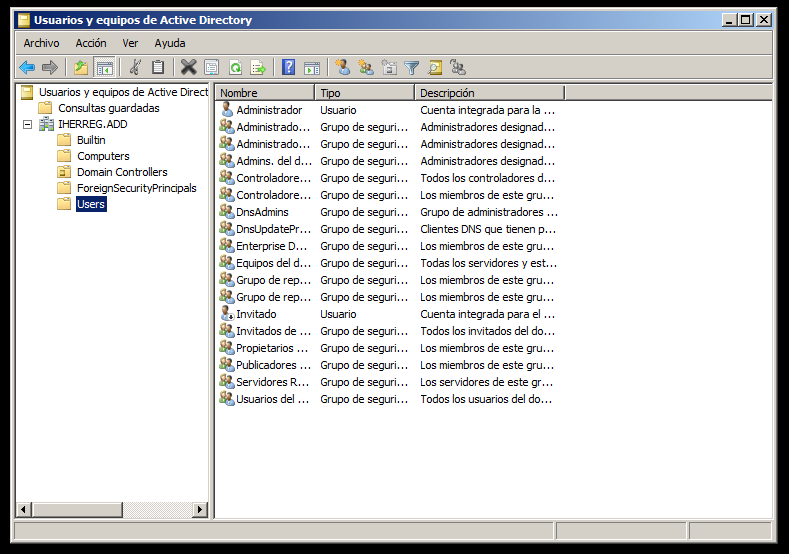 Usuarios y equipos de Active Directory
Archivo Acción Ver Ayuda
Usuarios y equipos de Active Direct
Consultas guardadas
IHERREG.ADD
Builtin
Computers
Domain Controllers
ForeignSecurityPrincipals
Users
Nombre Tipo Descripción
Administrador Usuario Cuenta integrada para la ...
Administrado... Grupo de seguri... Administradores designad...
Administrado... Grupo de seguri... Administradores designad...
Admins. del d... Grupo de seguri... Administradores designad...
Controladore... Grupo de seguri... Todos los controladores d...
Controladore... Grupo de seguri... Los miembros de este gru...
DnsAdmins Grupo de seguri... Grupo de administradores ...
DnsUpdatePr... Grupo de seguri... Clientes DNS que tienen p...
Enterprise D... Grupo de seguri... Los miembros de este gru...
Equipos del d... Grupo de seguri... Todas los servidores y est...
Grupo de rep... Grupo de seguri... Los miembros de este gru...
Grupo de rep... Grupo de seguri... Los miembros de este gru...
Invitado Usuario Cuenta integrada para el ...
Invitados de ... Grupo de seguri... Todos los invitados del do...
Propietarios ... Grupo de seguri... Los miembros de este gru...
Publicadores ... Grupo de seguri... Los miembros de este gru...
Servidores R... Grupo de seguri... Los servidores de este gr...
Usuarios del ... Grupo de seguri... Todos los usuarios del do...